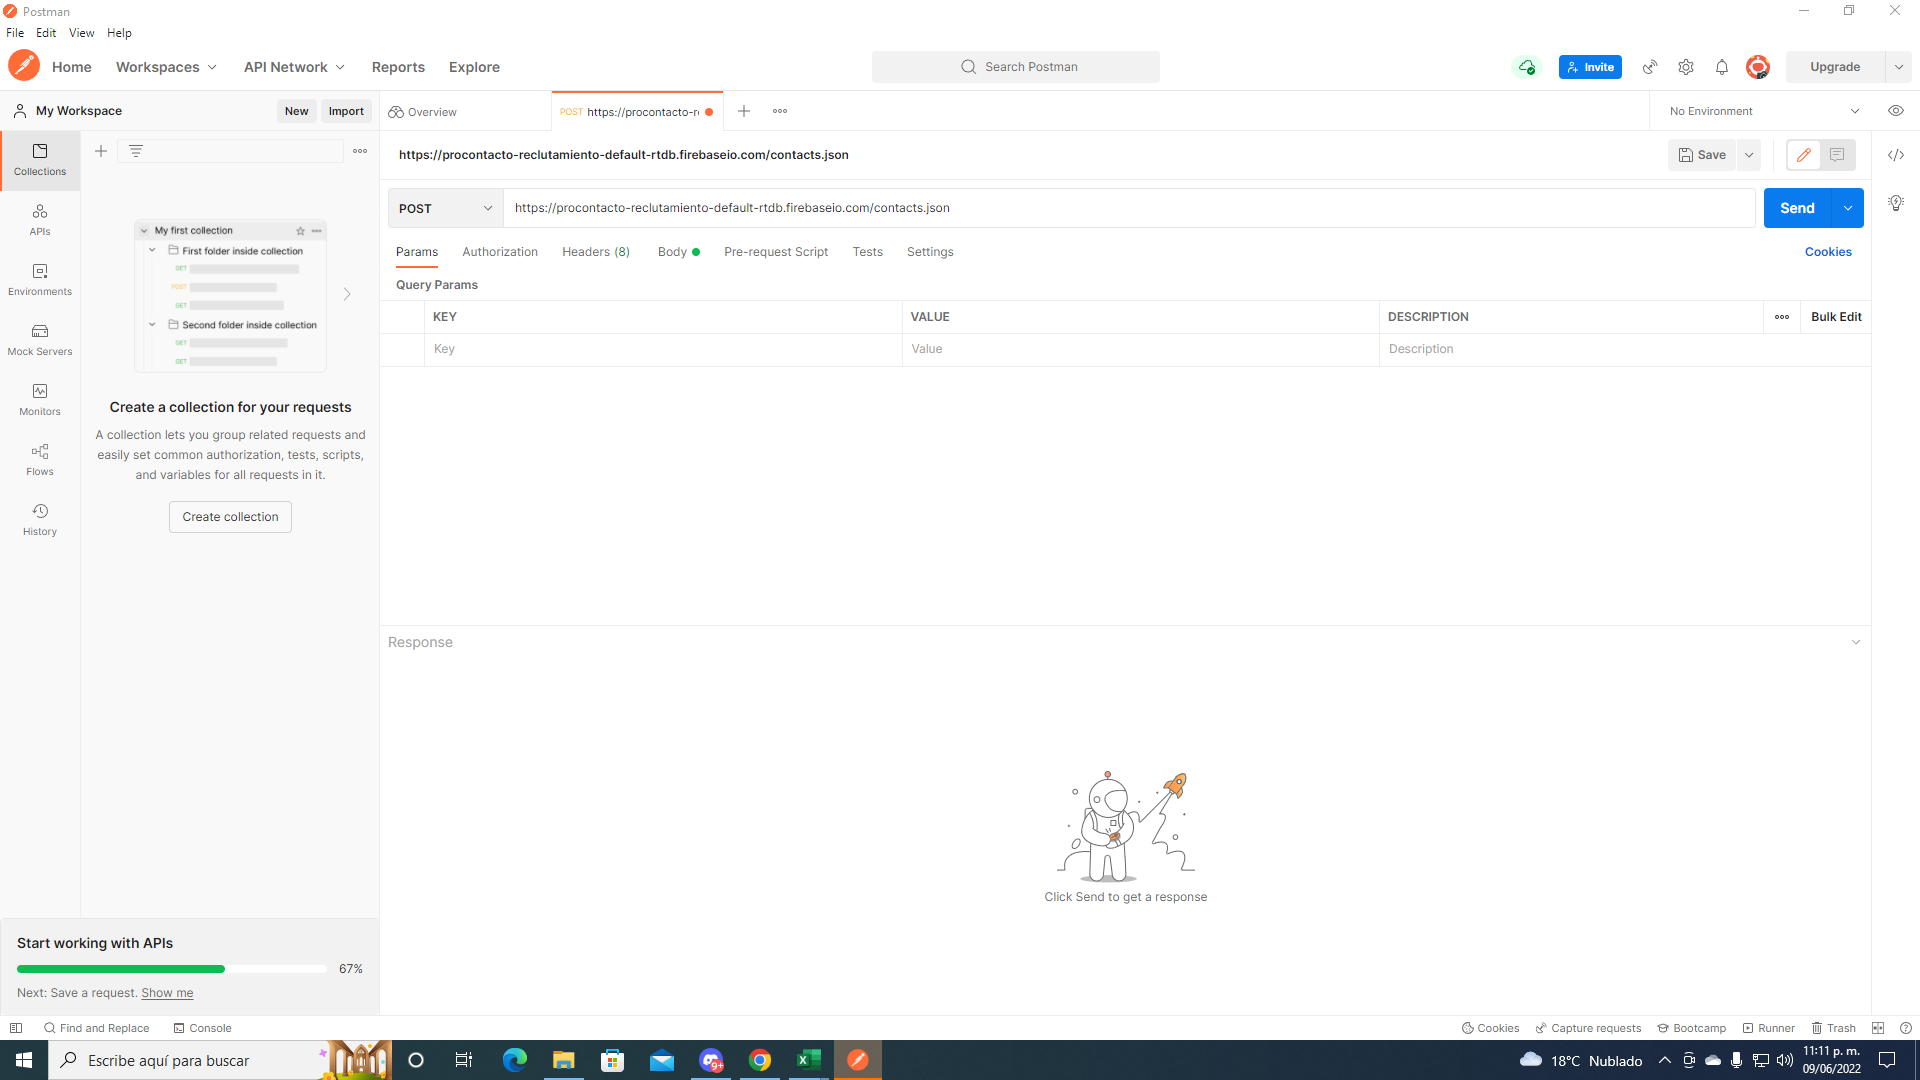 Postman
File Edit View Help
Home Workspaces API Network Reports Explore
Search Postman
Invite
Upgrade
My Workspace
New Import
Overview
POST https://procontacto-r
No Environment
https://procontacto-reclutamiento-default-rtdb.firebaseio.com/contacts.json
Save
POST
https://procontacto-reclutamiento-default-rtdb.firebaseio.com/contacts.json
Send
Params Authorization Headers (8) Body Pre-request Script Tests Settings
Cookies
Query Params
KEY VALUE DESCRIPTION
Bulk Edit
Key Value Description
Collections
APIs
Environments
Mock Servers
Monitors
Flows
History
My first collection
First folder inside collection
GET
POST
GET
Second folder inside collection
GET
GET
Create a collection for your requests
A collection lets you group related requests and
easily set common authorization, tests, scripts,
and variables for all requests in it.
Create collection
Response
Click Send to get a response
Start working with APIs
67%
Next: Save a request. Show me
Find and Replace Console
Cookies Capture requests Bootcamp Runner Trash
Escribe aquí para buscar
9+
18°C Nublado
11:11 p. m.
09/06/2022